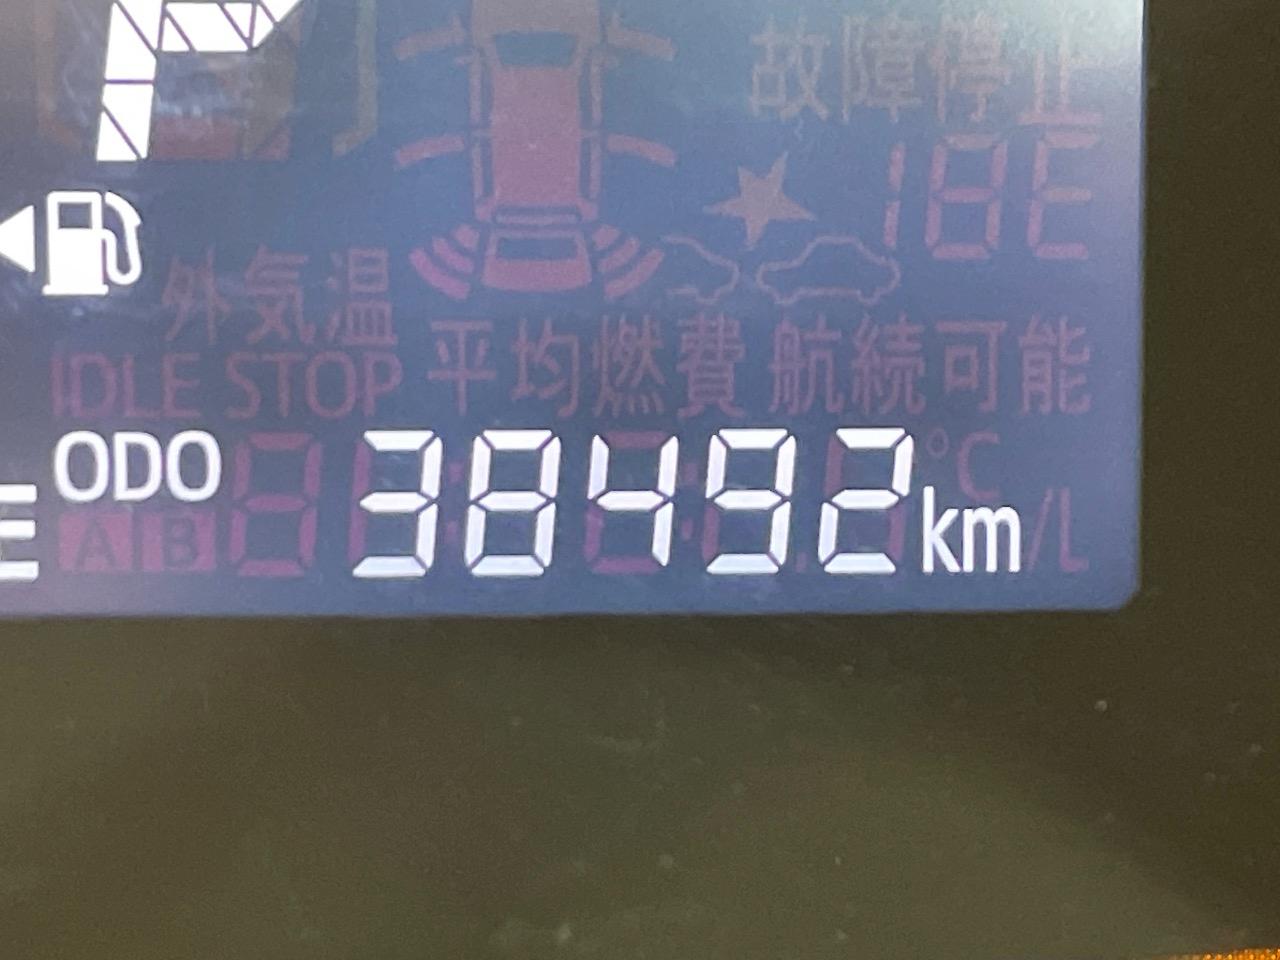 故障停止
18E
外気温
IDLE STOP 平均燃費 航続可能
ODO 38492 km /L
A B °C
E